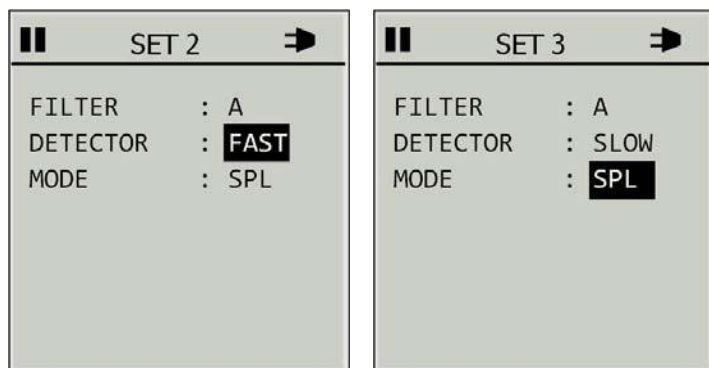 SET 2
FILTER : A
DETECTOR : FAST
MODE : SPL
SET 3
FILTER : A
DETECTOR : SLOW
MODE : SPL